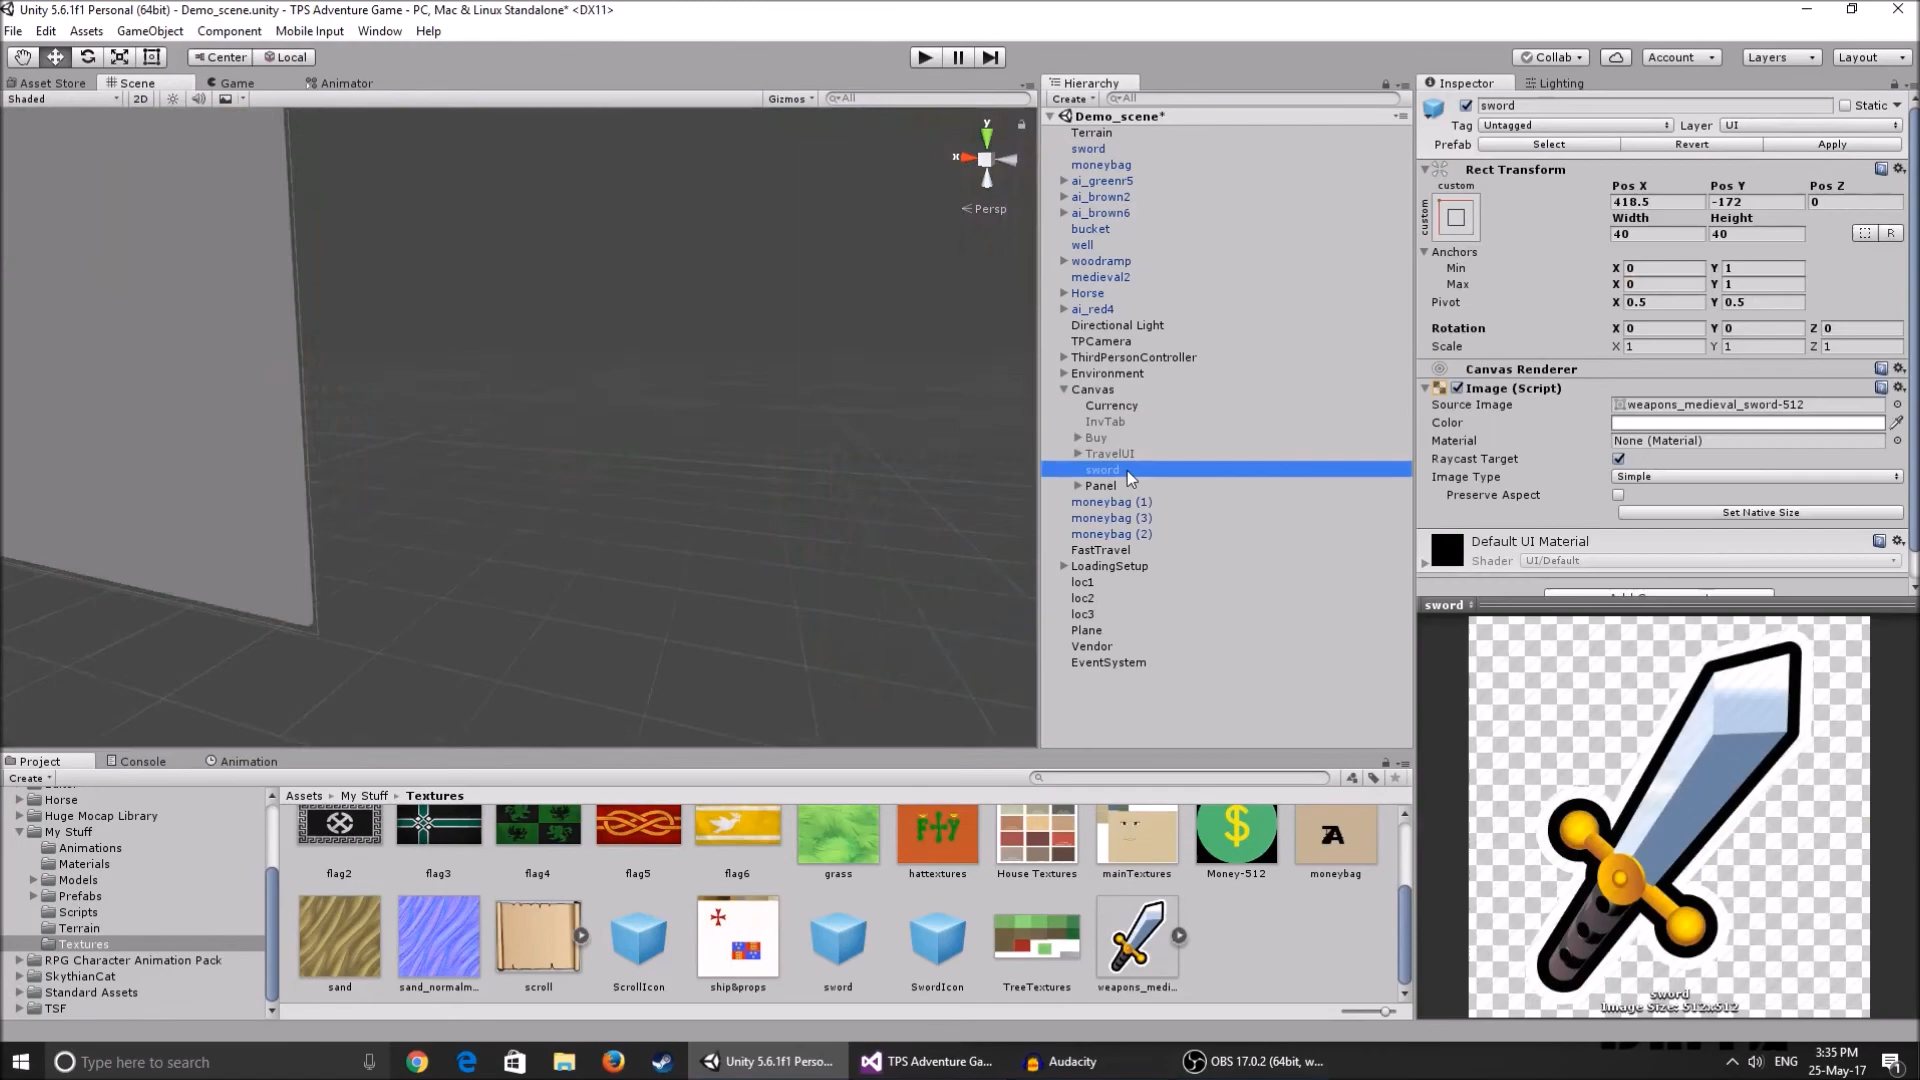 Unity 5.6.1f1 Personal (64bit) - Demo_scene.unity - TPS Adventure Game - PC, Mac & Linux Standalone* <DX11>
File Edit Assets GameObject Component Mobile Input Window Help
Center Local Collab Account Layers Layout
Asset Store Scene Game Animator
Shaded 2D Gizmos All
y
x
Persp
Hierarchy
Create All
Demo_scene*
Terrain
sword
moneybag
ai_greenr5
ai_brown2
ai_brown6
bucket
well
woodramp
medieval2
Horse
ai_red4
Directional Light
TPCamera
ThirdPersonController
Environment
Canvas
Currency
InvTab
Buy
TravelUI
sword
Panel
moneybag (1)
moneybag (3)
moneybag (2)
FastTravel
LoadingSetup
loc1
loc2
loc3
Plane
Vendor
EventSystem
Inspector Lighting
sword Static
Tag Untagged Layer UI
Prefab Select Revert Apply
Rect Transform
custom Pos X Pos Y Pos Z
custom 418.5 -172 0
Width Height
40 40 R
Anchors
Min X 0 Y 1
Max X 0 Y 1
Pivot X 0.5 Y 0.5
Rotation X 0 Y 0 Z 0
Scale X 1 Y 1 Z 1
Canvas Renderer
Image (Script)
Source Image weapons_medieval_sword-512
Color
Material None (Material)
Raycast Target
Image Type Simple
Preserve Aspect
Set Native Size
Default UI Material
Shader UI/Default
sword
sword
Image Size: 512x512
Project Console Animation
Create
Horse
Huge Mocap Library
My Stuff
Animations
Materials
Models
Prefabs
Scripts
Terrain
Textures
RPG Character Animation Pack
SkythianCat
Standard Assets
TSF
Assets My Stuff Textures
flag2 flag3 flag4 flag5 flag6 grass hattextures House Textures mainTextures Money-512 moneybag
sand sand_normalm... scroll ScrollIcon ship&props sword SwordIcon TreeTextures weapons_medi...
Type here to search
Unity 5.6.1f1 Perso...
TPS Adventure Ga...
Audacity
OBS 17.0.2 (64bit, w...
ENG
3:35 PM
25-May-17